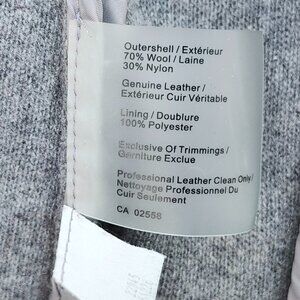 Outershell / Extérieur
70% Wool / Laine
30% Nylon
Genuine Leather /
Extérieur Cuir Véritable
Lining / Doublure
100% Polyester
Exclusive Of Trimmings /
Garniture Exclue
Professional Leather Clean Only/
Nettoyage Professionnel Du
Cuir Seulement
CA 02558